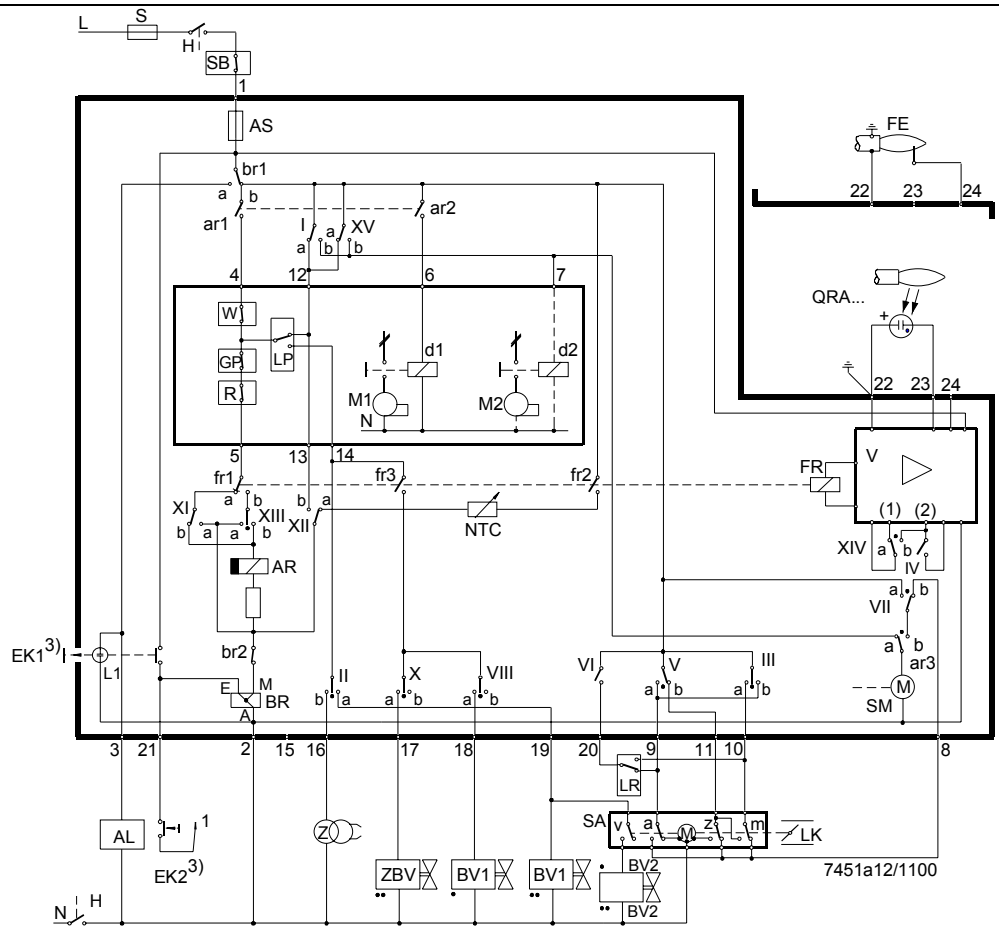 L S
H
SB
1
AS
FE
br1
22 23 24
a b
ar1 ar2
I a XV
a b b
4 12 6 7
QRA...
+
W
LP
GP
R
d1 d2
M1 M2
N
22 23 24
5 13 14
V
fr1 fr3 fr2 FR
a b b a
XI XIII XII
b a a b
NTC
(1) (2)
XIV a b IV
AR
a b
VII
EK1 3)
L1
br2
a b
ar3
E M
BR
A
II X VIII VI V III
b a a b a b a b a b
M
SM
3 21 2 15 16 17 18 19 20 9 11 10 8
LR
AL
1
EK2 3)
Z
SA v a M z m LK
7451a12/1100
ZBV BV1 BV1 BV2
BV2
N H